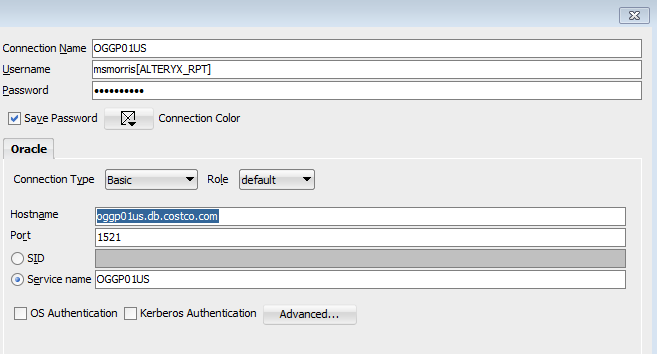 Connection Name OGGP01US
Username msmorris[ALTERYX_RPT]
Password ••••••••••
Save Password Connection Color
Oracle
Connection Type Basic Role default
Hostname oggp01us.db.costco.com
Port 1521
SID
Service name OGGP01US
OS Authentication Kerberos Authentication Advanced...